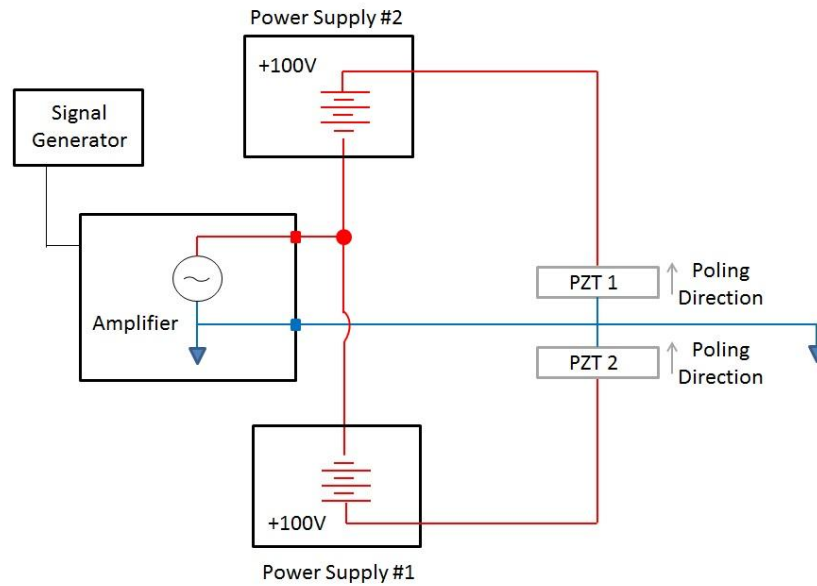 Power Supply #2
+100V
Signal
Generator
Amplifier
PZT 1
Poling
Direction
PZT 2
Poling
Direction
+100V
Power Supply #1